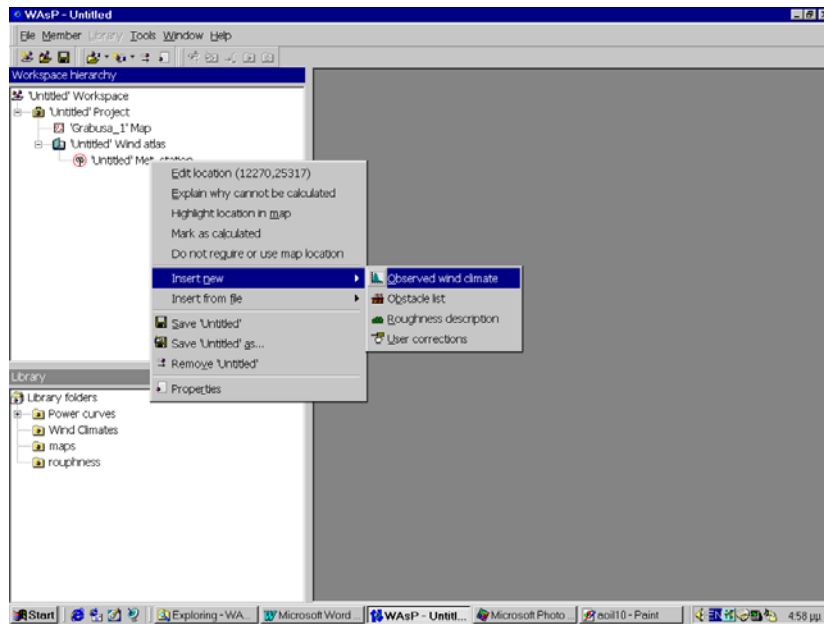 WAsP - Untitled
File Member Library Tools Window Help
Workspace hierarchy
'Untitled' Workspace
'Untitled' Project
'Grabusa_1' Map
'Untitled' Wind atlas
'Untitled' Met. station
Edit location (12270,25317)
Explain why cannot be calculated
Highlight location in map
Mark as calculated
Do not require or use map location
Insert new
Insert from file
Save 'Untitled'
Save 'Untitled' as...
Remove 'Untitled'
Properties
Observed wind climate
Obstacle list
Roughness description
User corrections
Library
Library folders
Power curves
Wind Climates
maps
rouphness
Start
Exploring - WA...
Microsoft Word ...
WAsP - Untitl...
Microsoft Photo ...
aoil10 - Paint
EN
4:58 μμ